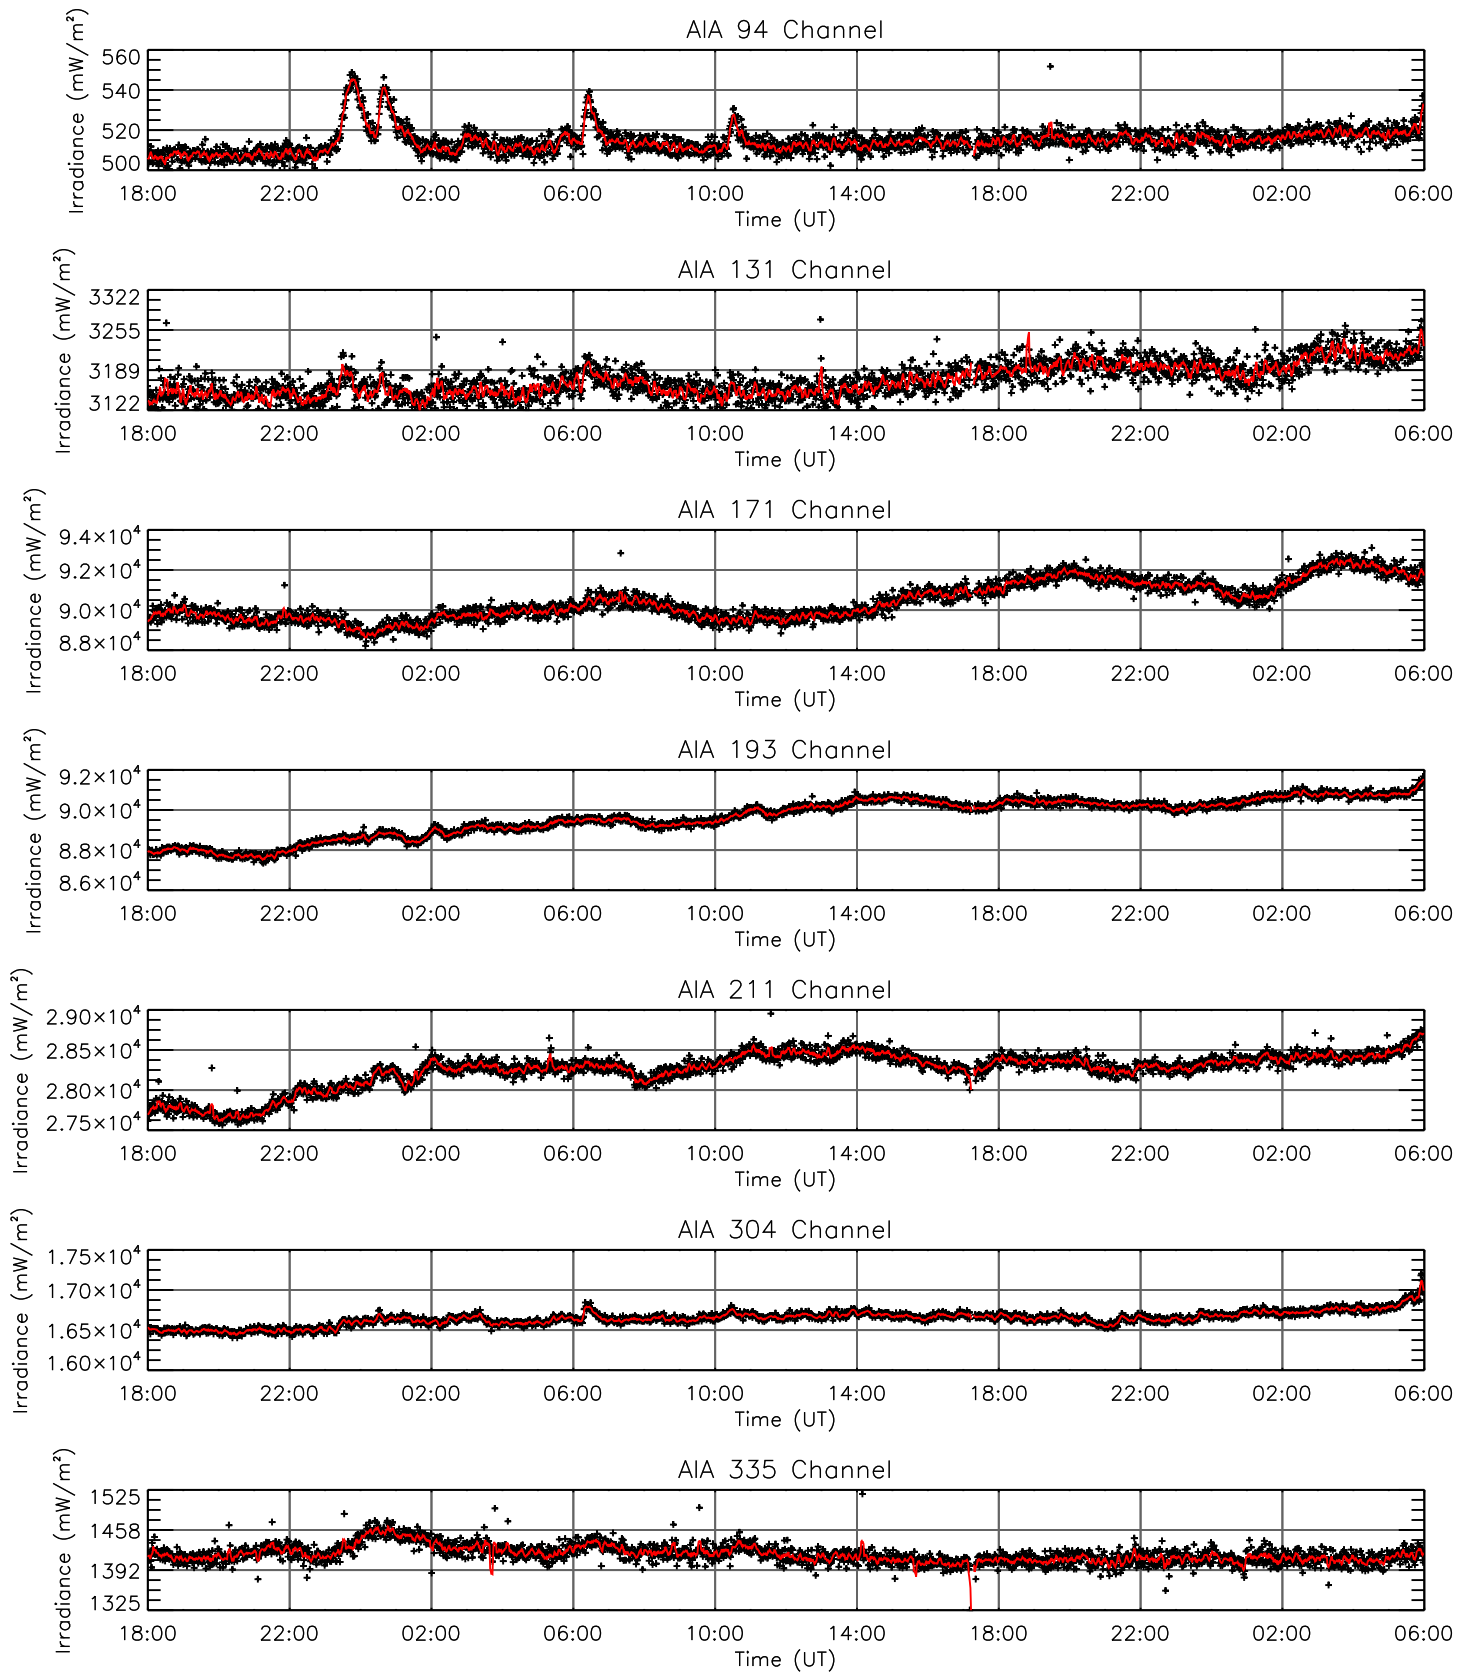 AIA 94 Channel
Irradiance (mW/m²)
560
540
520
500
18:00 22:00 02:00 06:00 10:00 14:00 18:00 22:00 02:00 06:00
Time (UT)
AIA 131 Channel
Irradiance (mW/m²)
3322
3255
3189
3122
18:00 22:00 02:00 06:00 10:00 14:00 18:00 22:00 02:00 06:00
Time (UT)
AIA 171 Channel
Irradiance (mW/m²)
9.4×10⁴
9.2×10⁴
9.0×10⁴
8.8×10⁴
18:00 22:00 02:00 06:00 10:00 14:00 18:00 22:00 02:00 06:00
Time (UT)
AIA 193 Channel
Irradiance (mW/m²)
9.2×10⁴
9.0×10⁴
8.8×10⁴
8.6×10⁴
18:00 22:00 02:00 06:00 10:00 14:00 18:00 22:00 02:00 06:00
Time (UT)
AIA 211 Channel
Irradiance (mW/m²)
2.90×10⁴
2.85×10⁴
2.80×10⁴
2.75×10⁴
18:00 22:00 02:00 06:00 10:00 14:00 18:00 22:00 02:00 06:00
Time (UT)
AIA 304 Channel
Irradiance (mW/m²)
1.75×10⁴
1.70×10⁴
1.65×10⁴
1.60×10⁴
18:00 22:00 02:00 06:00 10:00 14:00 18:00 22:00 02:00 06:00
Time (UT)
AIA 335 Channel
Irradiance (mW/m²)
1525
1458
1392
1325
18:00 22:00 02:00 06:00 10:00 14:00 18:00 22:00 02:00 06:00
Time (UT)